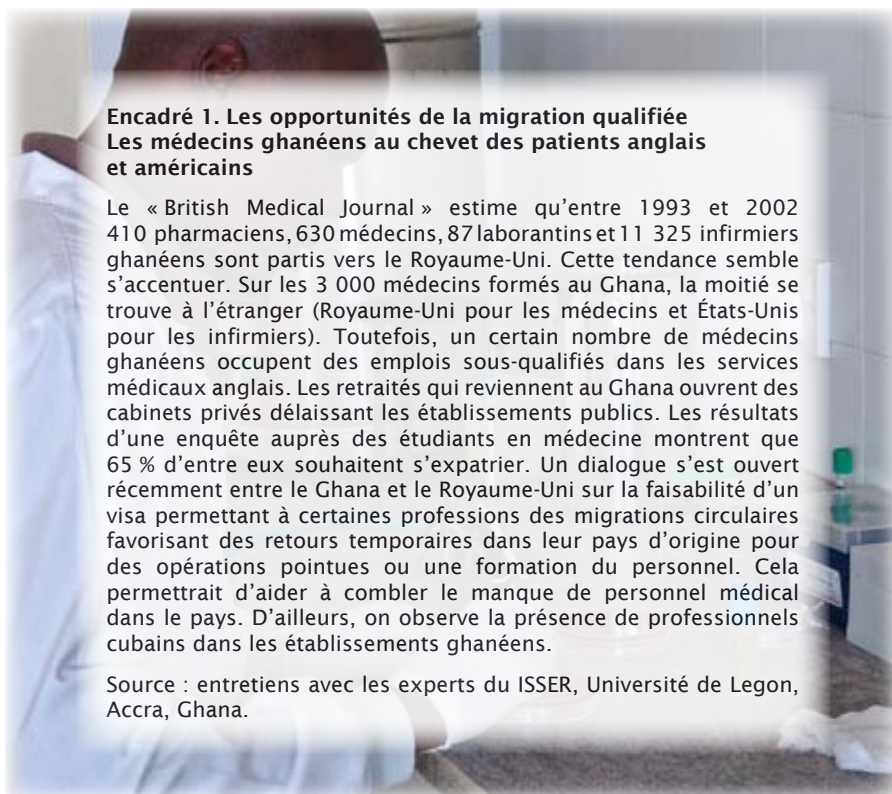 Encadré 1. Les opportunités de la migration qualifiée
Les médecins ghanéens au chevet des patients anglais
et américains
Le « British Medical Journal » estime qu'entre 1993 et 2002
410 pharmaciens, 630 médecins, 87 laborantins et 11 325 infirmiers
ghanéens sont partis vers le Royaume-Uni. Cette tendance semble
s'accentuer. Sur les 3 000 médecins formés au Ghana, la moitié se
trouve à l'étranger (Royaume-Uni pour les médecins et États-Unis
pour les infirmiers). Toutefois, un certain nombre de médecins
ghanéens occupent des emplois sous-qualifiés dans les services
médicaux anglais. Les retraités qui reviennent au Ghana ouvrent des
cabinets privés délaissant les établissements publics. Les résultats
d'une enquête auprès des étudiants en médecine montrent que
65 % d'entre eux souhaitent s'expatrier. Un dialogue s'est ouvert
récemment entre le Ghana et le Royaume-Uni sur la faisabilité d'un
visa permettant à certaines professions des migrations circulaires
favorisant des retours temporaires dans leur pays d'origine pour
des opérations pointues ou une formation du personnel. Cela
permettrait d'aider à combler le manque de personnel médical
dans le pays. D'ailleurs, on observe la présence de professionnels
cubains dans les établissements ghanéens.
Source : entretiens avec les experts du ISSER, Université de Legon,
Accra, Ghana.